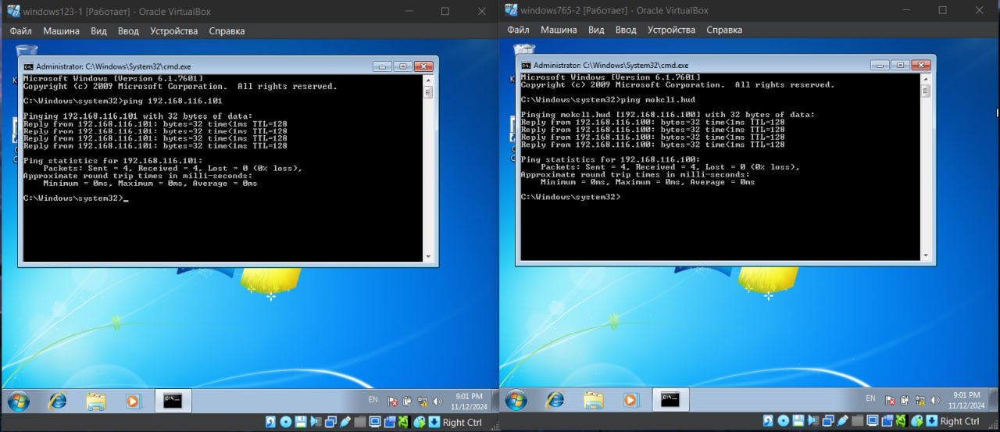 windows123-1 [Работает] - Oracle VirtualBox
Файл Машина Вид Ввод Устройства Справка
Administrator: C:\Windows\System32\cmd.exe
Microsoft Windows [Version 6.1.7601]
Copyright (c) 2009 Microsoft Corporation.  All rights reserved.
C:\Windows\system32>ping 192.168.116.101
Pinging 192.168.116.101 with 32 bytes of data:
Reply from 192.168.116.101: bytes=32 time<1ms TTL=128
Reply from 192.168.116.101: bytes=32 time<1ms TTL=128
Reply from 192.168.116.101: bytes=32 time<1ms TTL=128
Reply from 192.168.116.101: bytes=32 time<1ms TTL=128
Ping statistics for 192.168.116.101:
    Packets: Sent = 4, Received = 4, Lost = 0 (0% loss),
Approximate round trip times in milli-seconds:
    Minimum = 0ms, Maximum = 0ms, Average = 0ms
C:\Windows\system32>_
EN
9:01 PM
11/12/2024
Right Ctrl
windows765-2 [Работает] - Oracle VirtualBox
Файл Машина Вид Ввод Устройства Справка
Administrator: C:\Windows\System32\cmd.exe
Microsoft Windows [Version 6.1.7601]
Copyright (c) 2009 Microsoft Corporation.  All rights reserved.
C:\Windows\system32>ping mokcl1.hud
Pinging mokcl1.hud [192.168.116.100] with 32 bytes of data:
Reply from 192.168.116.100: bytes=32 time<1ms TTL=128
Reply from 192.168.116.100: bytes=32 time<1ms TTL=128
Reply from 192.168.116.100: bytes=32 time<1ms TTL=128
Reply from 192.168.116.100: bytes=32 time<1ms TTL=128
Ping statistics for 192.168.116.100:
    Packets: Sent = 4, Received = 4, Lost = 0 (0% loss),
Approximate round trip times in milli-seconds:
    Minimum = 0ms, Maximum = 0ms, Average = 0ms
C:\Windows\system32>
EN
9:01 PM
11/12/2024
Right Ctrl